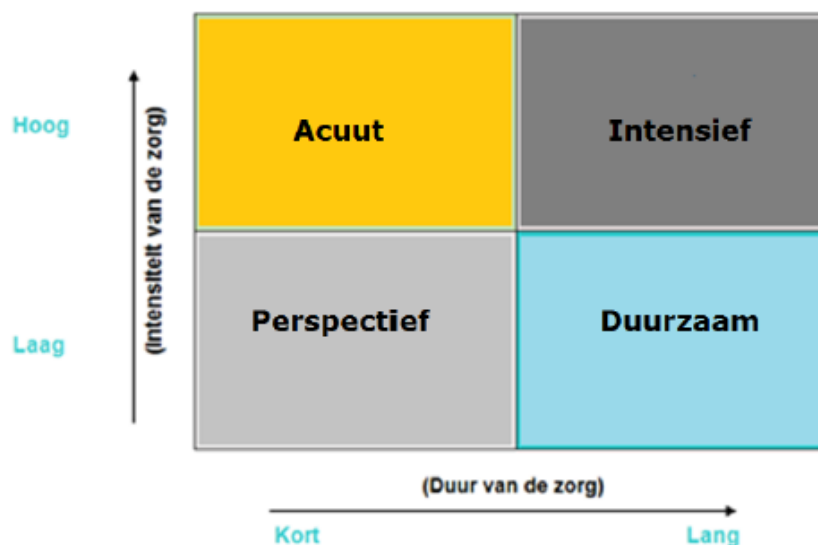 Hoog
(Intensiteit van de zorg)
Acuut
Intensief
Laag
Perspectief
Duurzaam
(Duur van de zorg)
Kort
Lang